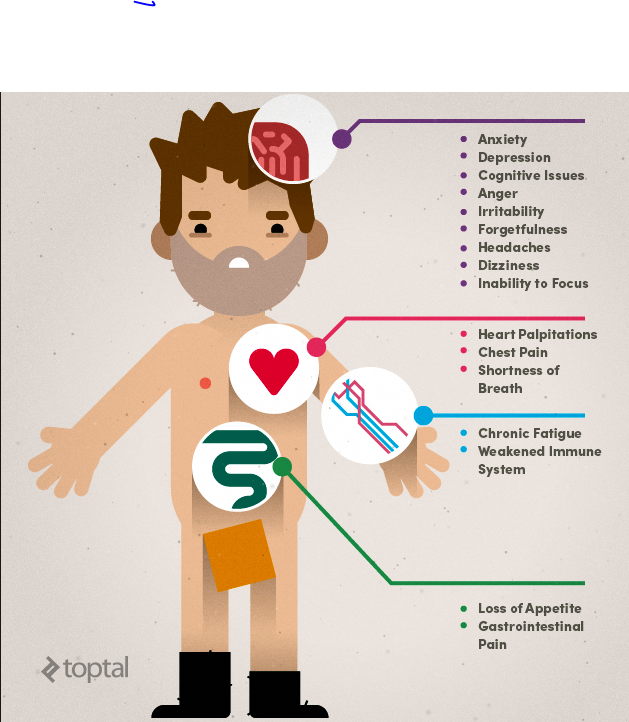 Anxiety
Depression
Cognitive Issues
Anger
Irritability
Forgetfulness
Headaches
Dizziness
Inability to Focus
Heart Palpitations
Chest Pain
Shortness of
Breath
Chronic Fatigue
Weakened Immune
System
Loss of Appetite
Gastrointestinal
Pain
toptal